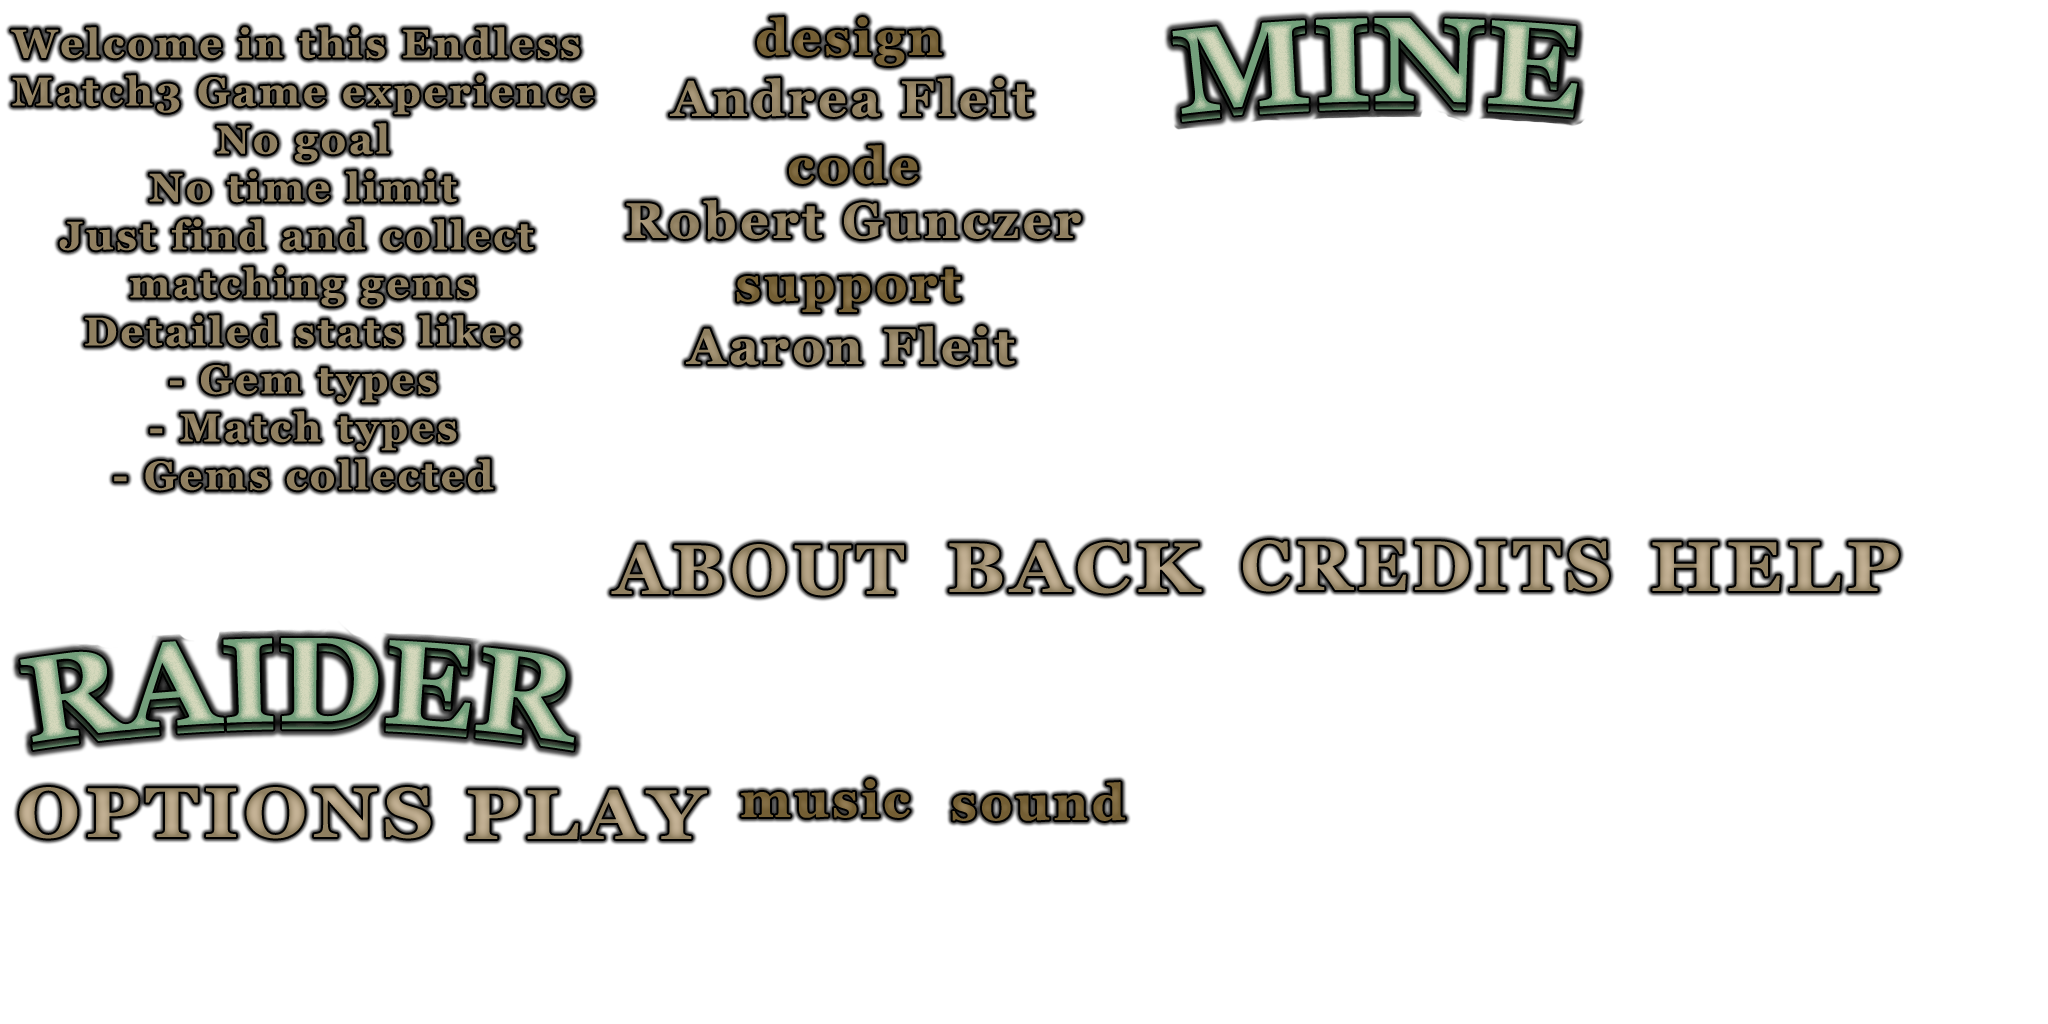 Welcome in this Endless
Match3 Game experience
No goal
No time limit
Just find and collect
matching gems
Detailed stats like:
- Gem types
- Match types
- Gems collected
design
Andrea Fleit
code
Robert Gunczer
support
Aaron Fleit
MINE
ABOUT BACK CREDITS HELP
RAIDER
OPTIONS PLAY music sound